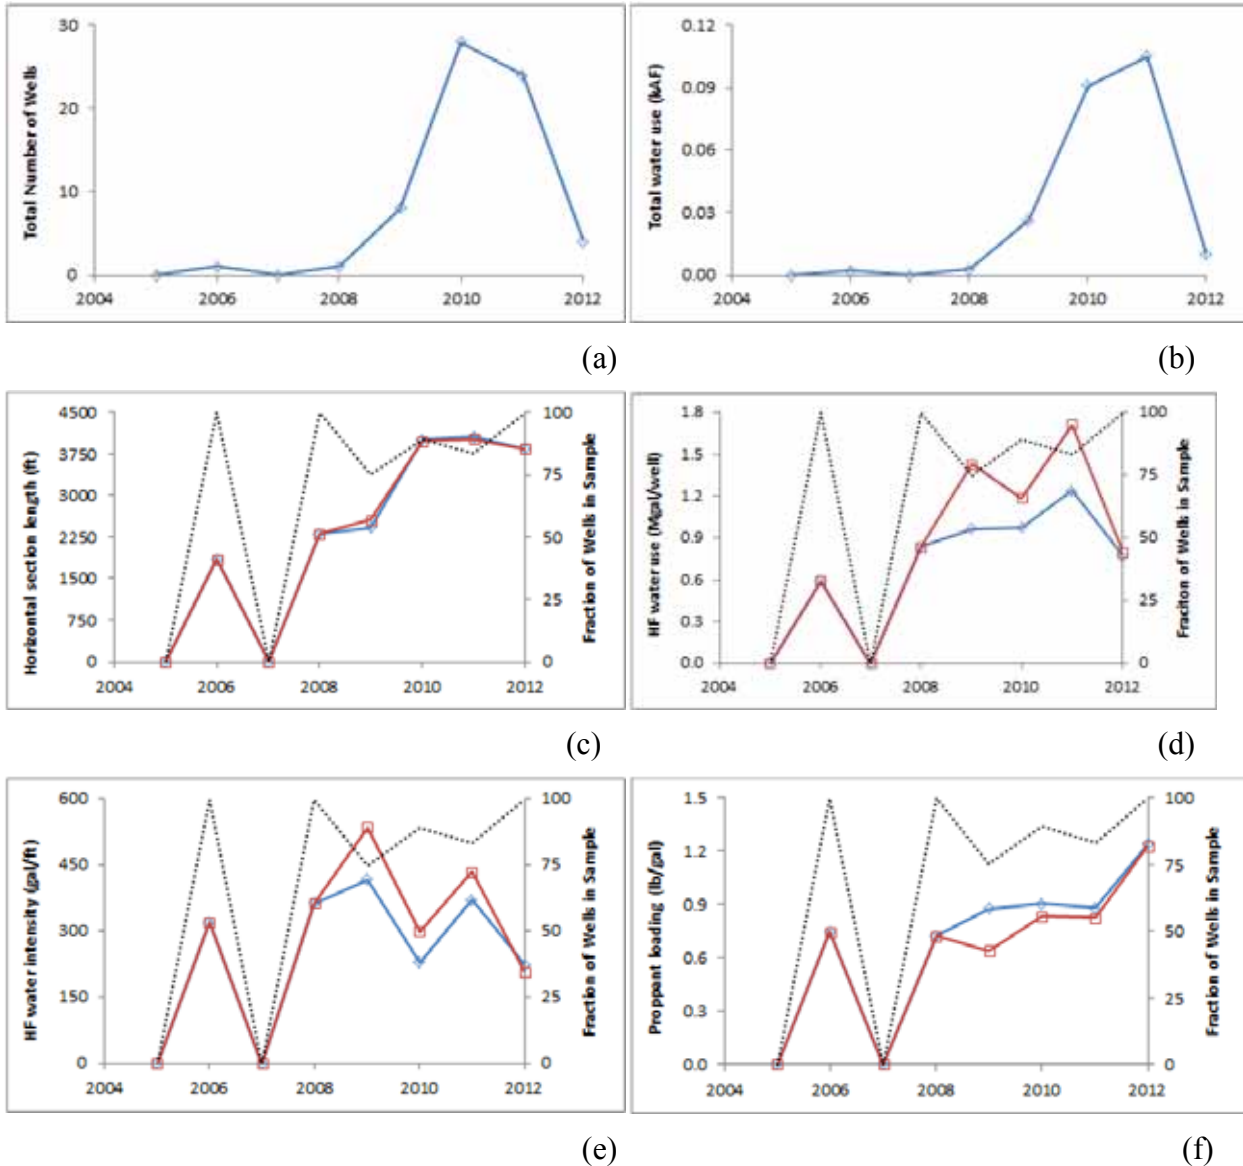 Total Number of Wells
30
20
10
0
2004 2006 2008 2010 2012
(a)
Total water use (kAF)
0.12
0.09
0.06
0.03
0.00
2004 2006 2008 2010 2012
(b)
Horizontal section length (ft)
4500
3750
3000
2250
1500
750
0
2004 2006 2008 2010 2012
100
75
50
25
0
Fraction of Wells in Sample
(c)
HF water use (Mgal/well)
1.8
1.5
1.2
0.9
0.6
0.3
0.0
2004 2006 2008 2010 2012
100
75
50
25
0
Fraciton of Wells in Sample
(d)
HF water intensity (gal/ft)
600
450
300
150
0
2004 2006 2008 2010 2012
100
75
50
25
0
Fraction of Wells in Sample
(e)
Proppant loading (lb/gal)
1.5
1.2
0.9
0.6
0.3
0.0
2004 2006 2008 2010 2012
100
75
50
25
0
Fraction of Wells in Sample
(f)